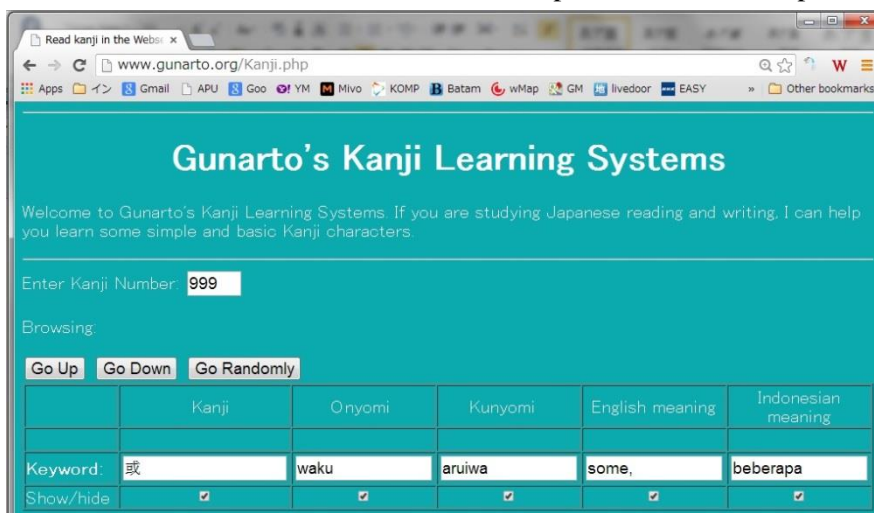 Read kanji in the Webse
www.gunarto.org/Kanji.php
Apps イン Gmail APU Goo YM Mivo KOMP Batam wMap GM livedoor EASY » Other bookmarks
Gunarto's Kanji Learning Systems
Welcome to Gunarto's Kanji Learning Systems. If you are studying Japanese reading and writing, I can help
you learn some simple and basic Kanji characters.
Enter Kanji Number: 999
Browsing:
Go Up Go Down Go Randomly
Kanji Onyomi Kunyomi English meaning Indonesian meaning
Keyword: 或 waku aruiwa some, beberapa
Show/hide